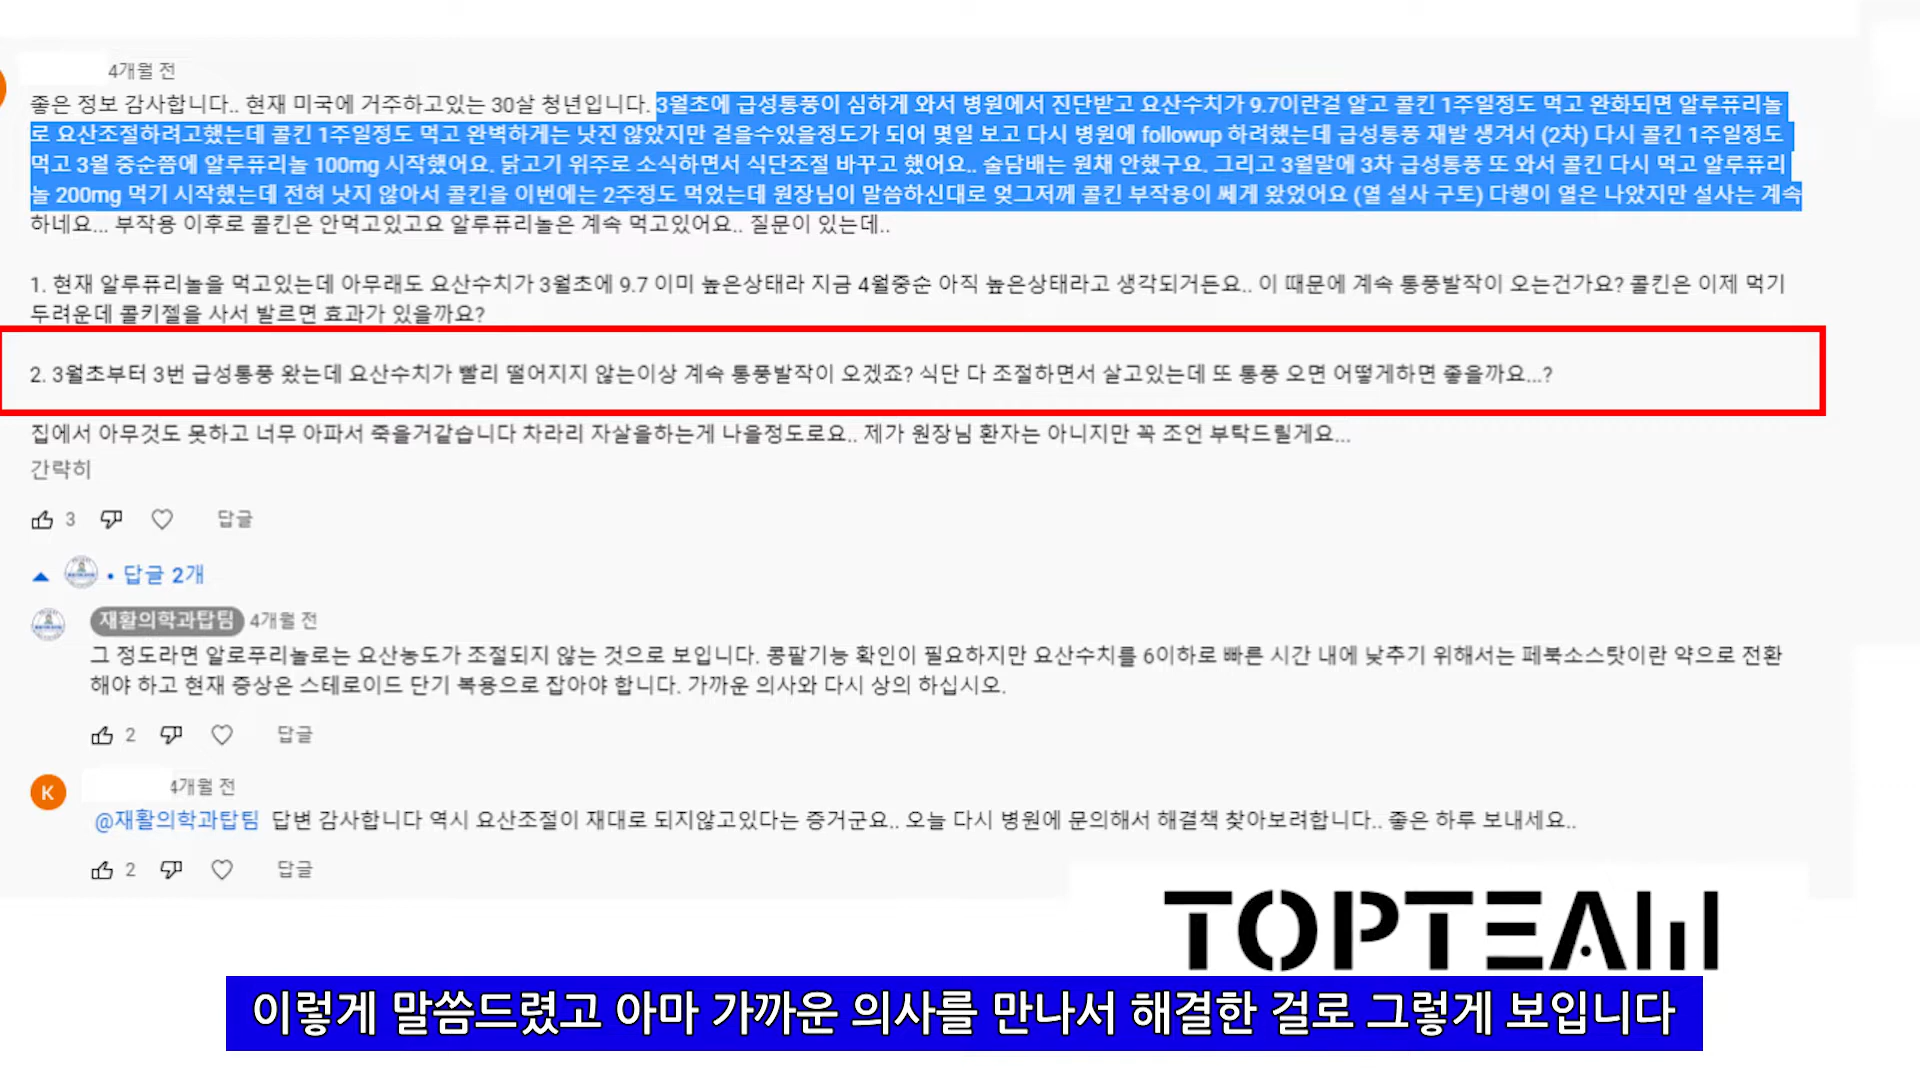 4개월 전
좋은 정보 감사합니다.. 현재 미국에 거주하고있는 30살 청년입니다. 3월초에 급성통풍이 심하게 와서 병원에서 진단받고 요산수치가 9.7이란걸 알고 콜킨 1주일정도 먹고 완화되면 알루퓨리놀
로 요산조절하려고했는데 콜킨 1주일정도 먹고 완벽하게는 낫진 않았지만 걸을수있을정도가 되어 몇일 보고 다시 병원에 followup 하려했는데 급성통풍 재발 생겨서 (2차) 다시 콜킨 1주일정도
먹고 3월 중순쯤에 알루퓨리놀 100mg 시작했어요. 닭고기 위주로 소식하면서 식단조절 바꾸고 했어요.. 술담배는 원채 안했구요. 그리고 3월말에 3차 급성통풍 또 와서 콜킨 다시 먹고 알루퓨리
놀 200mg 먹기 시작했는데 전혀 낫지 않아서 콜킨을 이번에는 2주정도 먹었는데 원장님이 말씀하신대로 엊그저께 콜킨 부작용이 쎄게 왔었어요 (열 설사 구토) 다행이 열은 나았지만 설사는 계속
하네요... 부작용 이후로 콜킨은 안먹고있고요 알루퓨리놀은 계속 먹고있어요.. 질문이 있는데..
1. 현재 알루퓨리놀을 먹고있는데 아무래도 요산수치가 3월초에 9.7 이미 높은상태라 지금 4월중순 아직 높은상태라고 생각되거든요.. 이 때문에 계속 통풍발작이 오는건가요? 콜킨은 이제 먹기
두려운데 콜키젤을 사서 발르면 효과가 있을까요?
2. 3월초부터 3번 급성통풍 왔는데 요산수치가 빨리 떨어지지 않는이상 계속 통풍발작이 오겠죠? 식단 다 조절하면서 살고있는데 또 통풍 오면 어떻게하면 좋을까요...?
집에서 아무것도 못하고 너무 아파서 죽을거같습니다 차라리 자살을하는게 나을정도로요.. 제가 원장님 환자는 아니지만 꼭 조언 부탁드릴게요...
간략히
3 답글
• 답글 2개
재활의학과탑팀 4개월 전
그 정도라면 알로푸리놀로는 요산농도가 조절되지 않는 것으로 보입니다. 콩팥기능 확인이 필요하지만 요산수치를 6이하로 빠른 시간 내에 낮추기 위해서는 페북소스탓이란 약으로 전환
해야 하고 현재 증상은 스테로이드 단기 복용으로 잡아야 합니다. 가까운 의사와 다시 상의 하십시오.
2 답글
K 4개월 전
@재활의학과탑팀 답변 감사합니다 역시 요산조절이 재대로 되지않고있다는 증거군요.. 오늘 다시 병원에 문의해서 해결책 찾아보려합니다.. 좋은 하루 보내세요..
2 답글
TOPTEAM
이렇게 말씀드렸고 아마 가까운 의사를 만나서 해결한 걸로 그렇게 보입니다